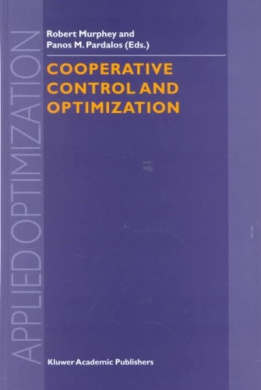 Robert Murphey and
Panos M. Pardalos (Eds.)
COOPERATIVE
CONTROL AND
OPTIMIZATION
APPLIED OPTIMIZATION
Kluwer Academic Publishers